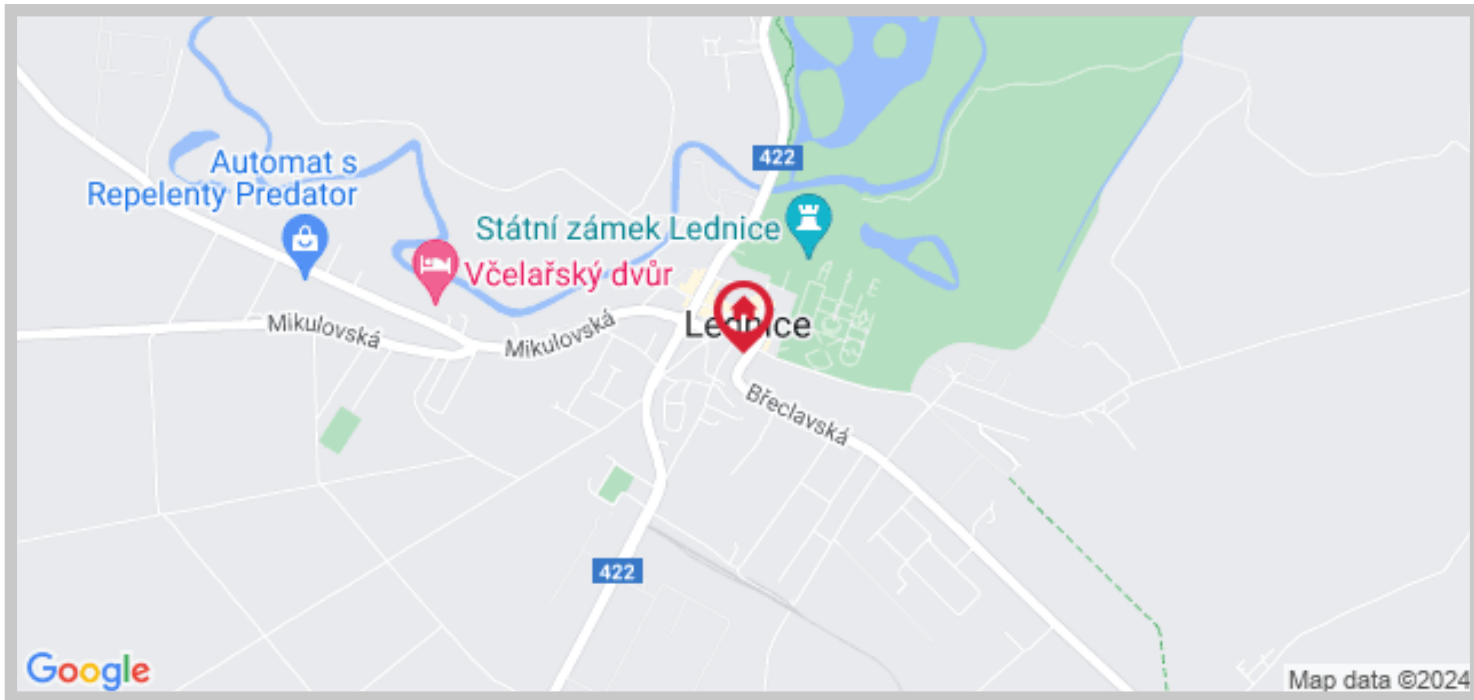 422
Automat s
Repelenty Predator
Státní zámek Lednice
Včelařský dvůr
Mikulovská
Mikulovská
Lednice
Břeclavská
422
Google
Map data ©2024